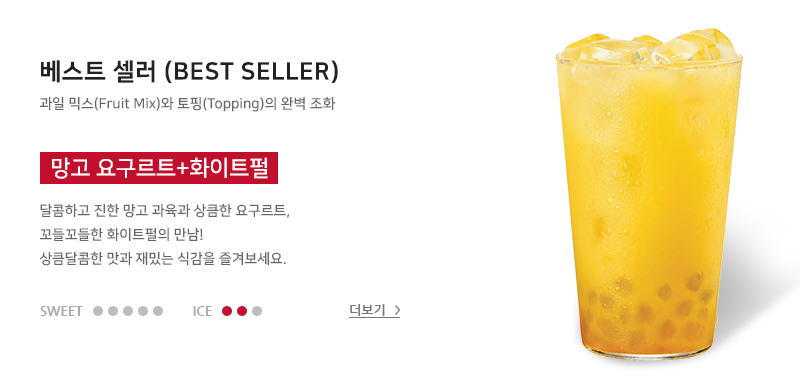 베스트 셀러 (BEST SELLER)
과일 믹스(Fruit Mix)와 토핑(Topping)의 완벽 조화
망고 요구르트+화이트펄
달콤하고 진한 망고 과육과 상큼한 요구르트,
꼬들꼬들한 화이트펄의 만남!
상큼달콤한 맛과 재밌는 식감을 즐겨보세요.
SWEET ICE 더보기 >